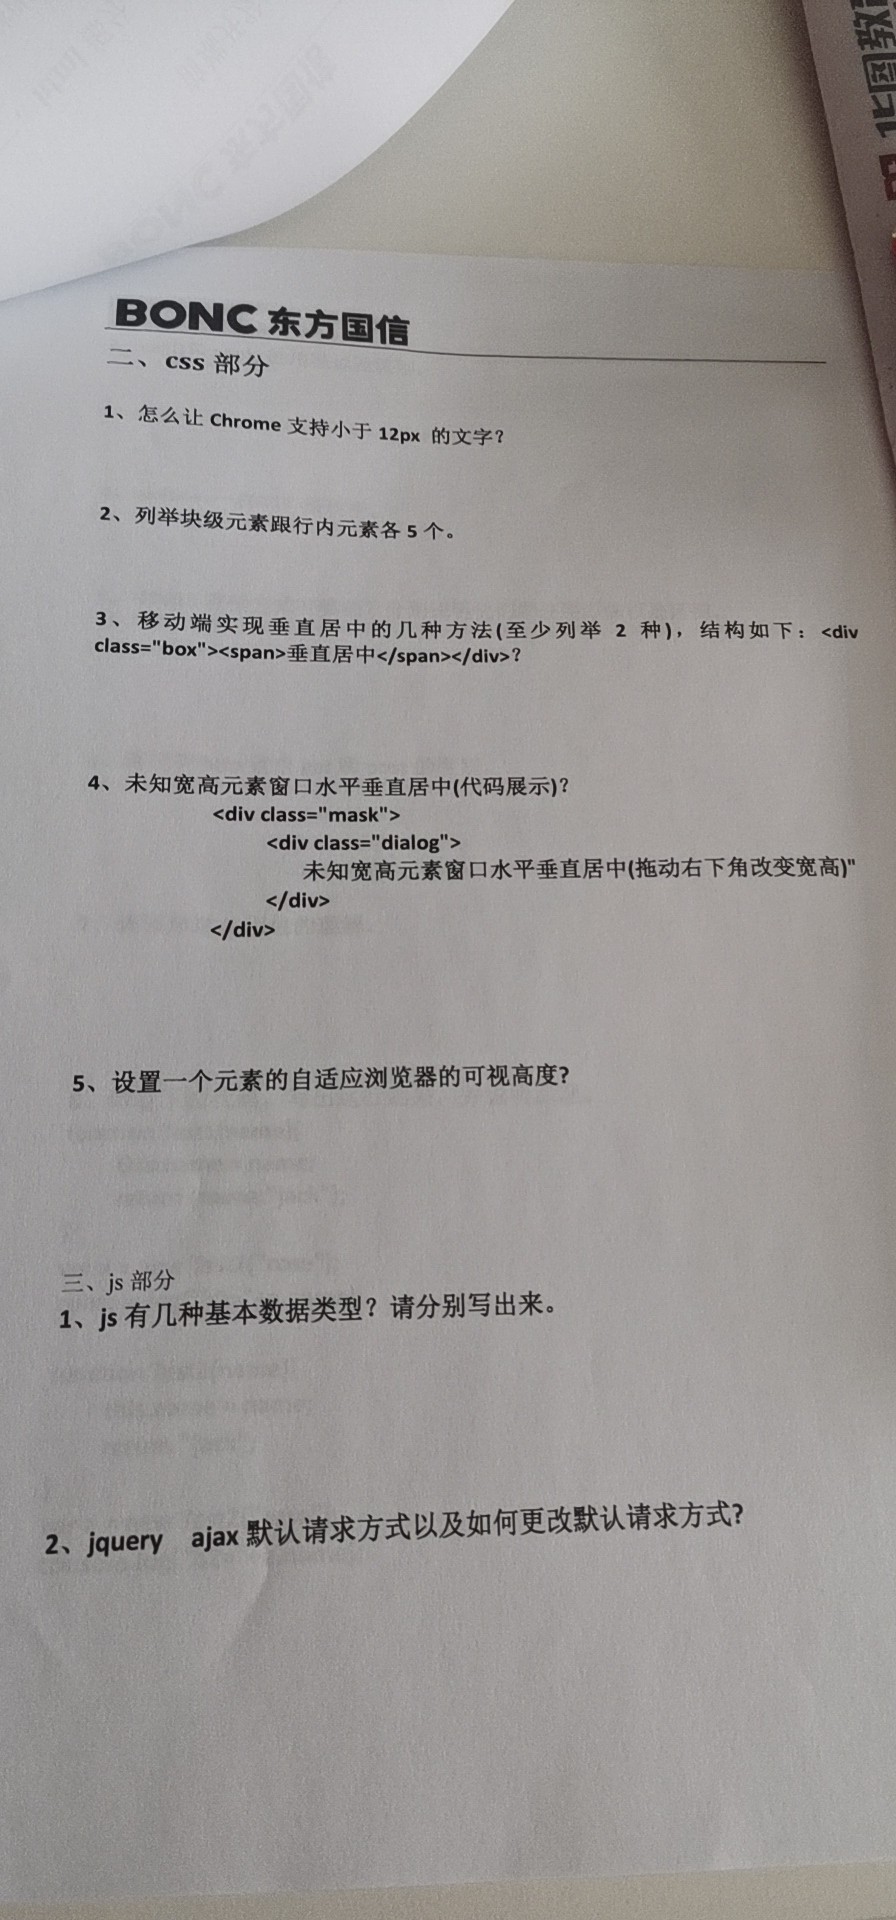 BONC 东方国信
二、css 部分
1、怎么让 Chrome 支持小于 12px 的文字？
2、列举块级元素跟行内元素各 5 个。
3、移动端实现垂直居中的几种方法(至少列举 2 种)，结构如下：<div
class="box"><span>垂直居中</span></div>？
4、未知宽高元素窗口水平垂直居中(代码展示)？
<div class="mask">
<div class="dialog">
未知宽高元素窗口水平垂直居中(拖动右下角改变宽高)"
</div>
</div>
5、设置一个元素的自适应浏览器的可视高度？
三、js 部分
1、js 有几种基本数据类型？请分别写出来。
2、jquery ajax 默认请求方式以及如何更改默认请求方式？